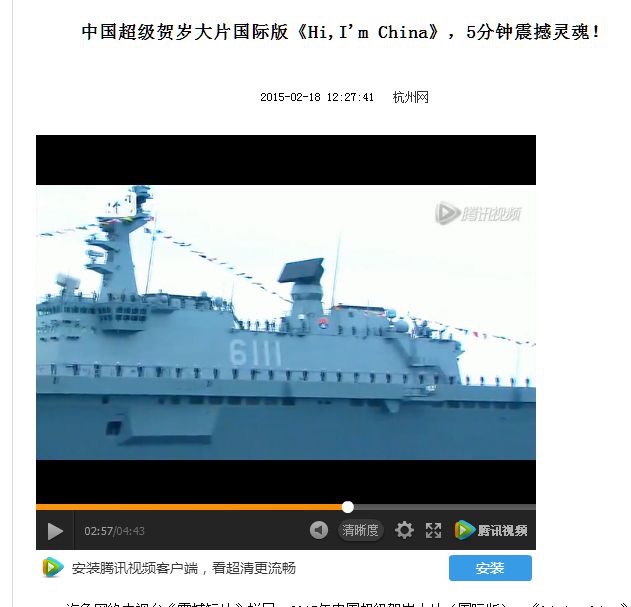 中国超级贺岁大片国际版《Hi,I'm China》，5分钟震撼灵魂！
2015-02-18 12:27:41 杭州网
腾讯视频
6111
02:57/04:43 清晰度 腾讯视频
安装腾讯视频客户端，看超清更流畅 安装